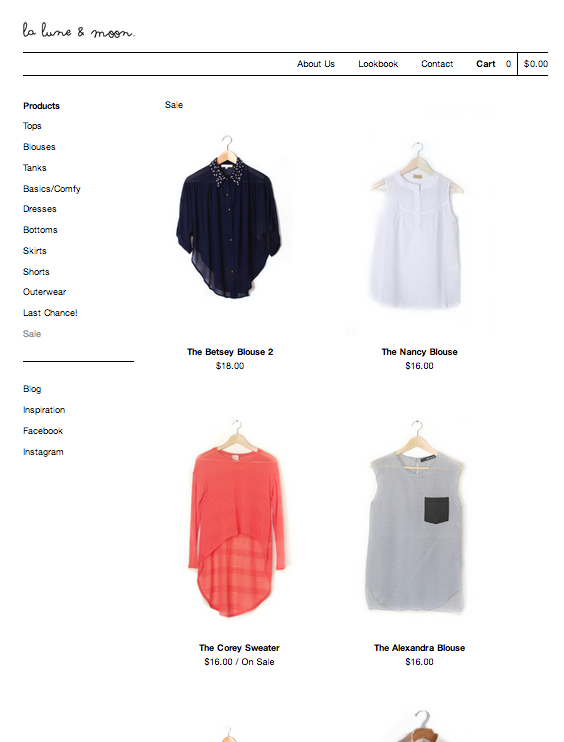 la lune & moon.
About Us Lookbook Contact Cart 0 $0.00
Products
Tops
Blouses
Tanks
Basics/Comfy
Dresses
Bottoms
Skirts
Shorts
Outerwear
Last Chance!
Sale
Blog
Inspiration
Facebook
Instagram
Sale
The Betsey Blouse 2
$18.00
The Nancy Blouse
$16.00
The Corey Sweater
$16.00 / On Sale
The Alexandra Blouse
$16.00